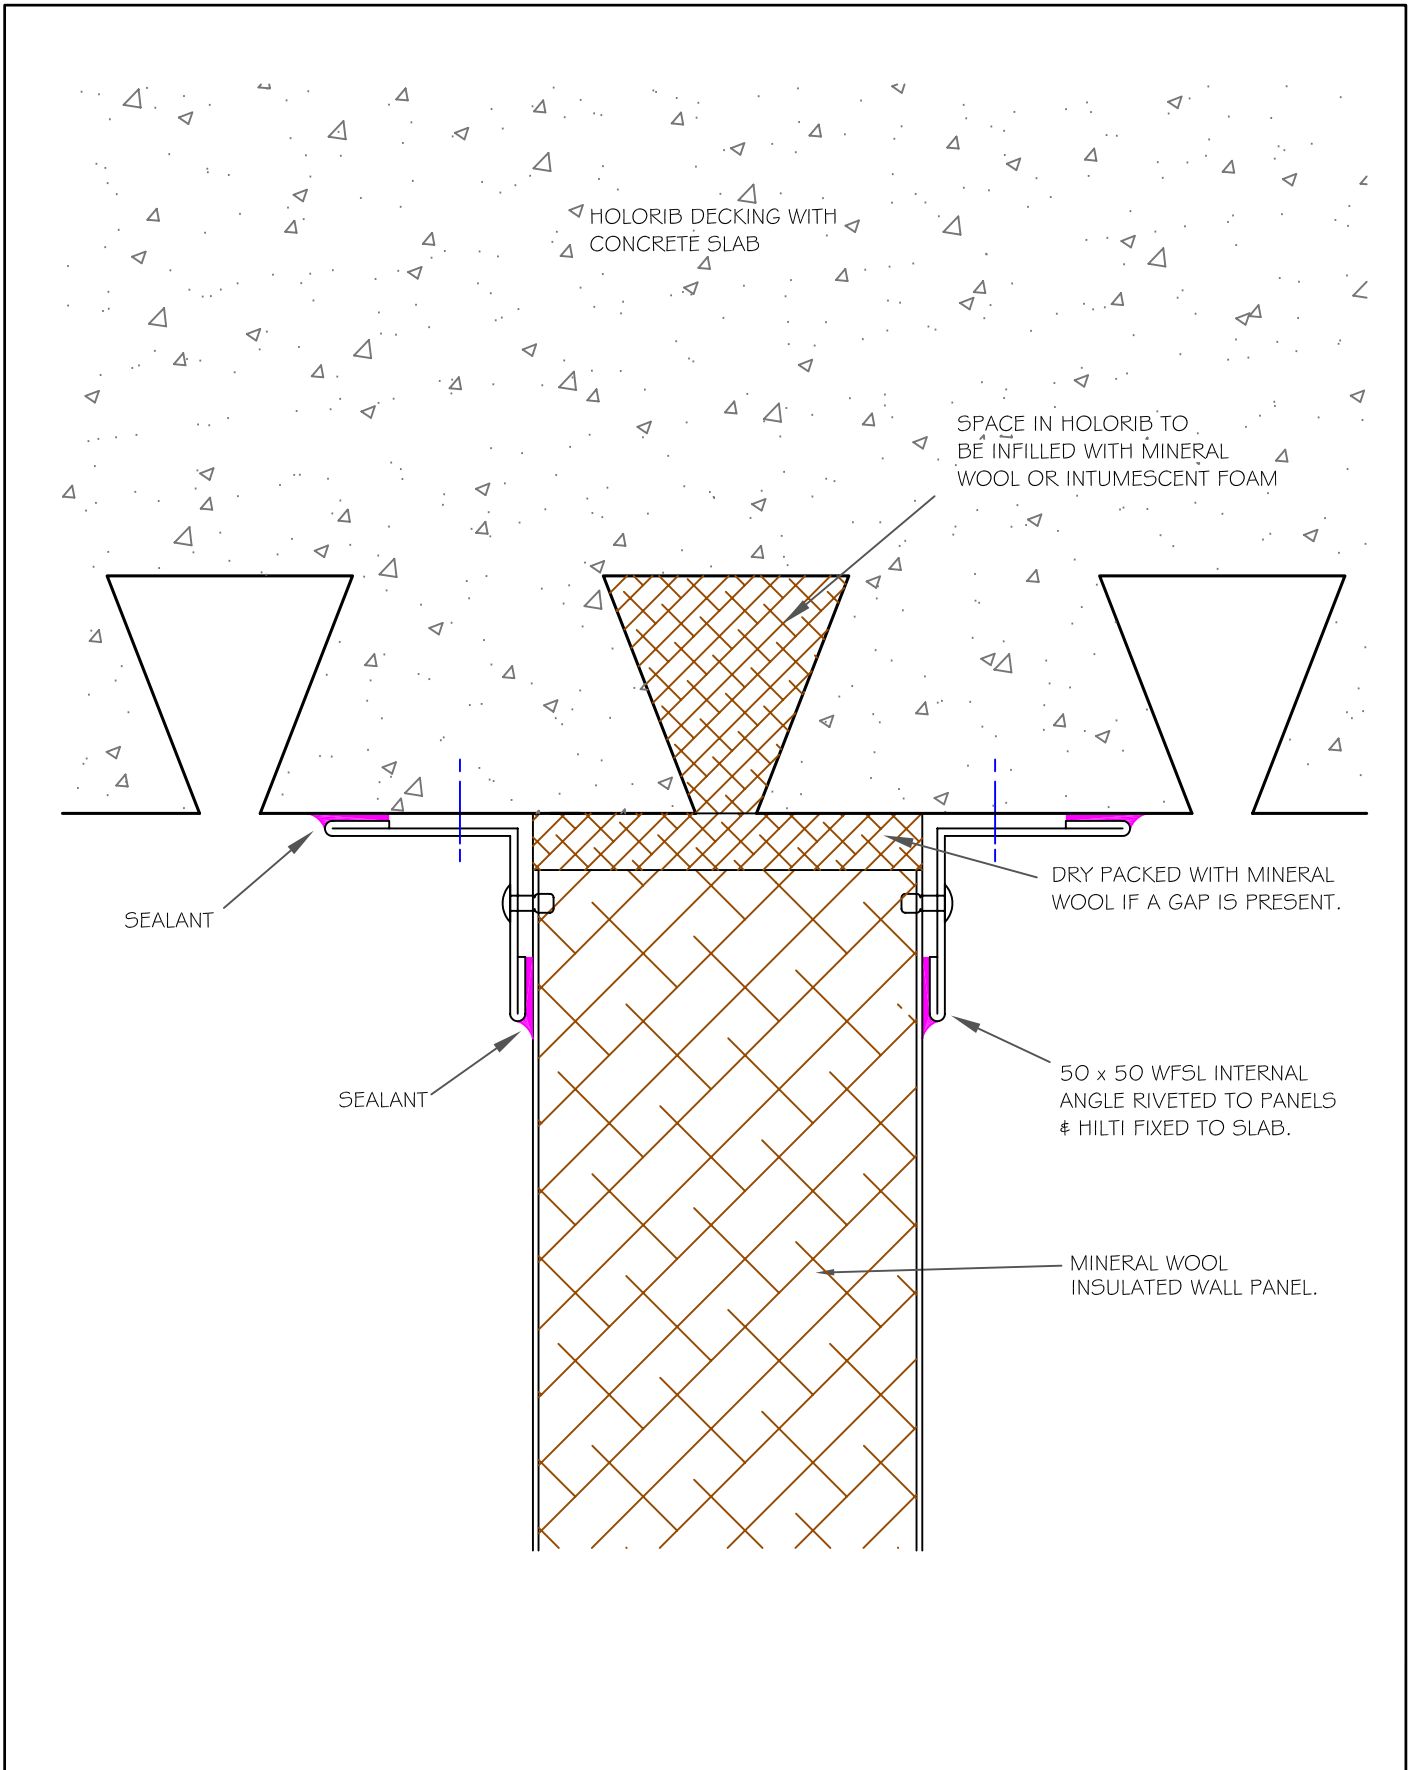 HOLORIB DECKING WITH
CONCRETE SLAB
SPACE IN HOLORIB TO
BE INFILLED WITH MINERAL
WOOL OR INTUMESCENT FOAM
DRY PACKED WITH MINERAL
WOOL IF A GAP IS PRESENT.
SEALANT
SEALANT
50 x 50 WFSL INTERNAL
ANGLE RIVETED TO PANELS
& HILTI FIXED TO SLAB.
MINERAL WOOL
INSULATED WALL PANEL.